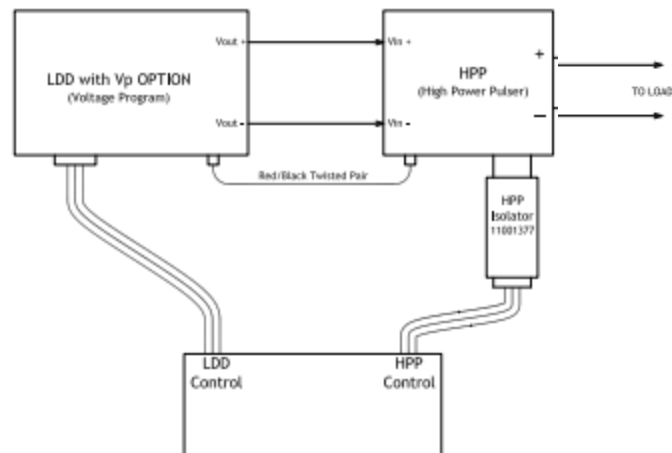 Vout +
Vin +
LDD with Vp OPTION
(Voltage Program)
HPP
(High Power Pulser)
+
TO LOAD
−
Vout -
Vin -
Red/Black Twisted Pair
HPP
Isolator
11001377
LDD
Control
HPP
Control